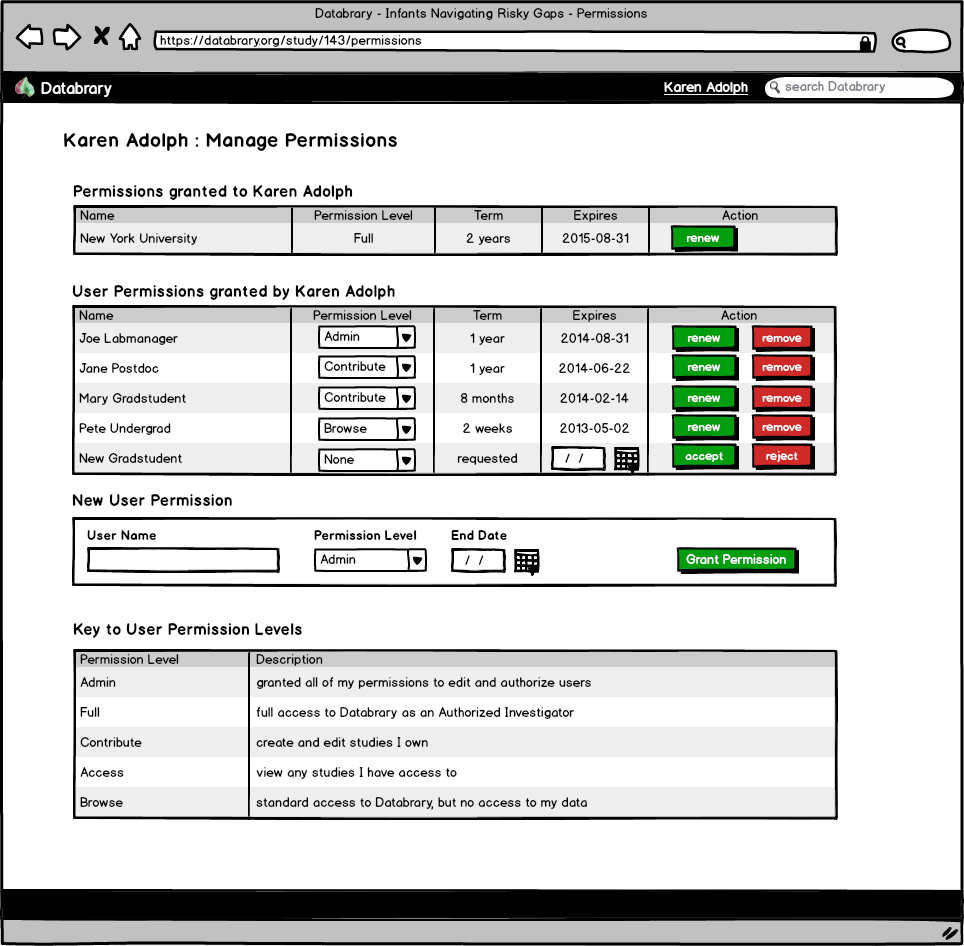 Databrary - Infants Navigating Risky Gaps - Permissions
https://databrary.org/study/143/permissions
Databrary Karen Adolph search Databrary
Karen Adolph : Manage Permissions
Permissions granted to Karen Adolph
Name Permission Level Term Expires Action
New York University Full 2 years 2015-08-31 renew
User Permissions granted by Karen Adolph
Name Permission Level Term Expires Action
Joe Labmanager Admin 1 year 2014-08-31 renew remove
Jane Postdoc Contribute 1 year 2014-06-22 renew remove
Mary Gradstudent Contribute 8 months 2014-02-14 renew remove
Pete Undergrad Browse 2 weeks 2013-05-02 renew remove
New Gradstudent None requested / / accept reject
New User Permission
User Name Permission Level End Date
Admin / / Grant Permission
Key to User Permission Levels
Permission Level Description
Admin granted all of my permissions to edit and authorize users
Full full access to Databrary as an Authorized Investigator
Contribute create and edit studies I own
Access view any studies I have access to
Browse standard access to Databrary, but no access to my data